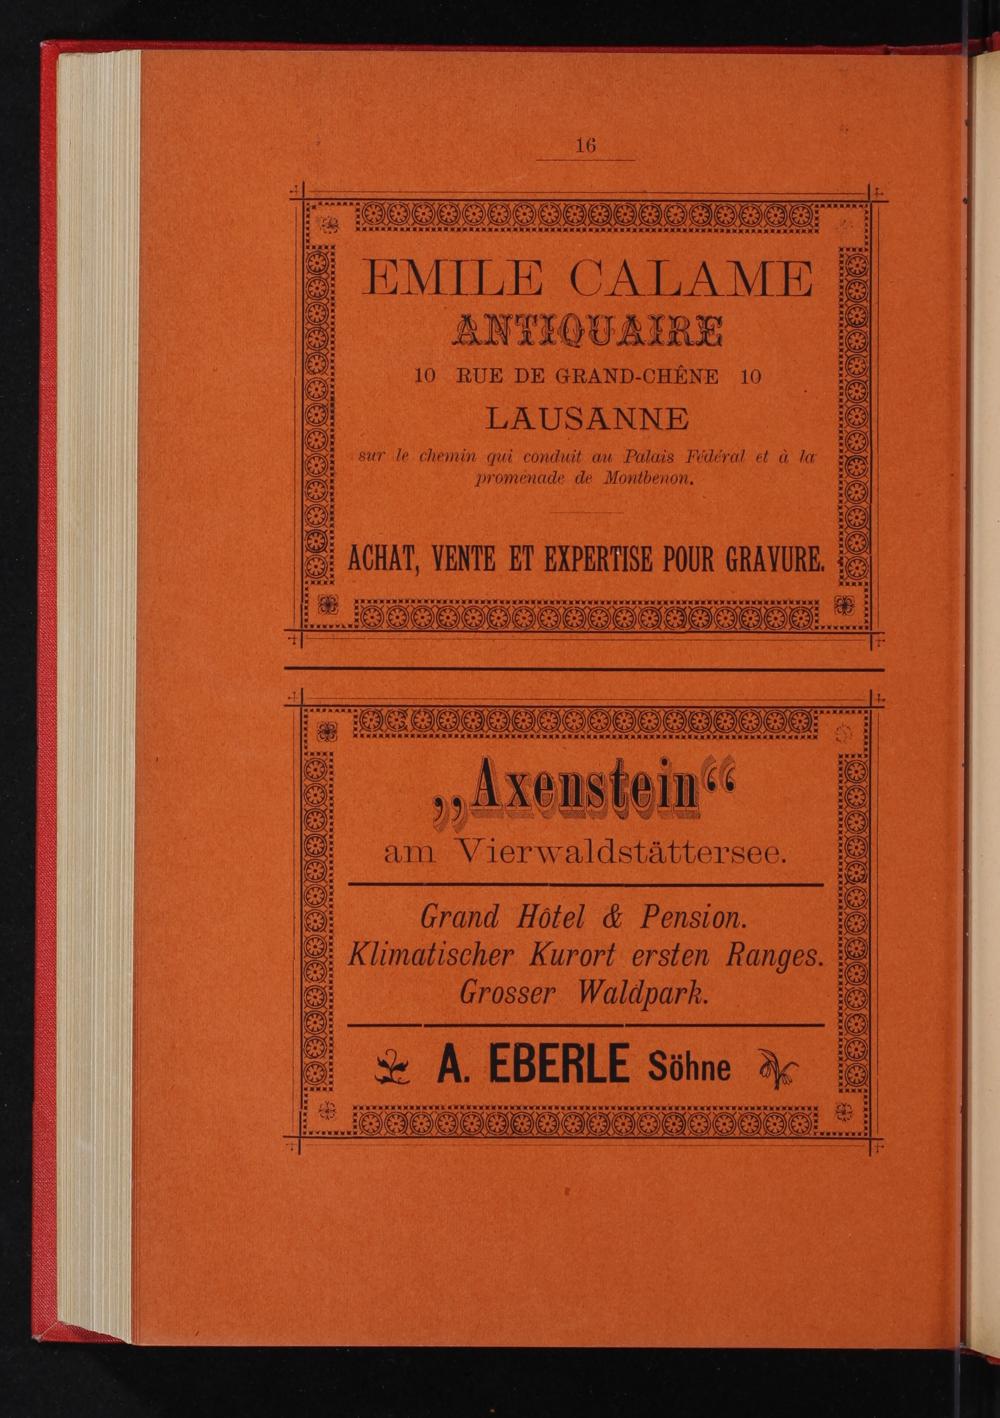 16
EMILE CALAME
ANTIQUAIRE
10 RUE DE GRAND-CHÊNE 10
LAUSANNE
sur le chemin qui conduit au Palais Fédéral et à la
promenade de Montbenon.
ACHAT, VENTE ET EXPERTISE POUR GRAVURE.
„Axenstein“
am Vierwaldstättersee.
Grand Hôtel & Pension.
Klimatischer Kurort ersten Ranges.
Grosser Waldpark.
A. EBERLE Söhne